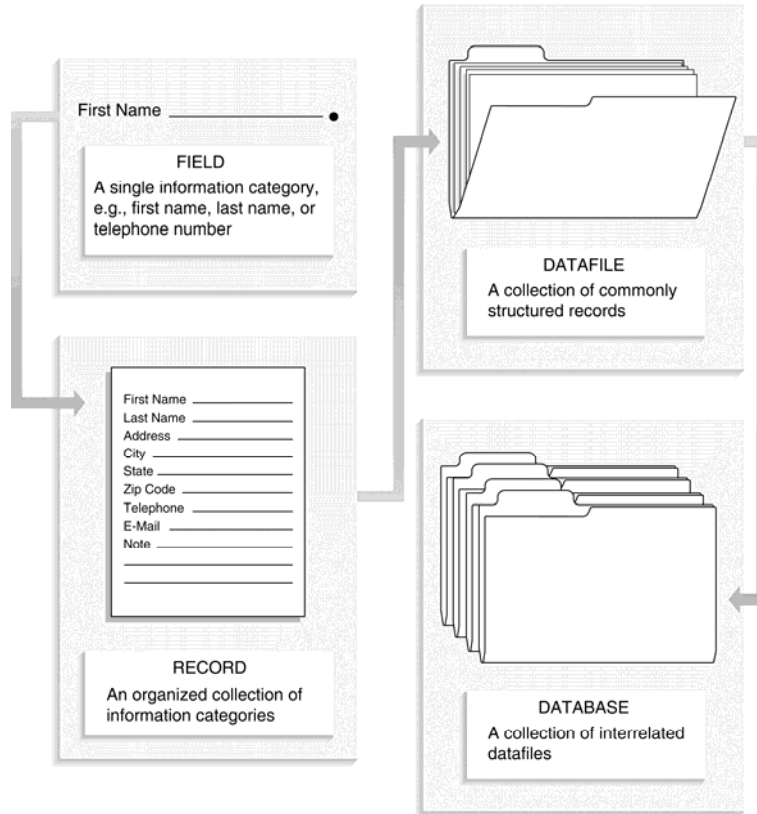 First Name
FIELD
A single information category,
e.g., first name, last name, or
telephone number
First Name
Last Name
Address
City
State
Zip Code
Telephone
E-Mail
Note
RECORD
An organized collection of
information categories
DATAFILE
A collection of commonly
structured records
DATABASE
A collection of interrelated
datafiles